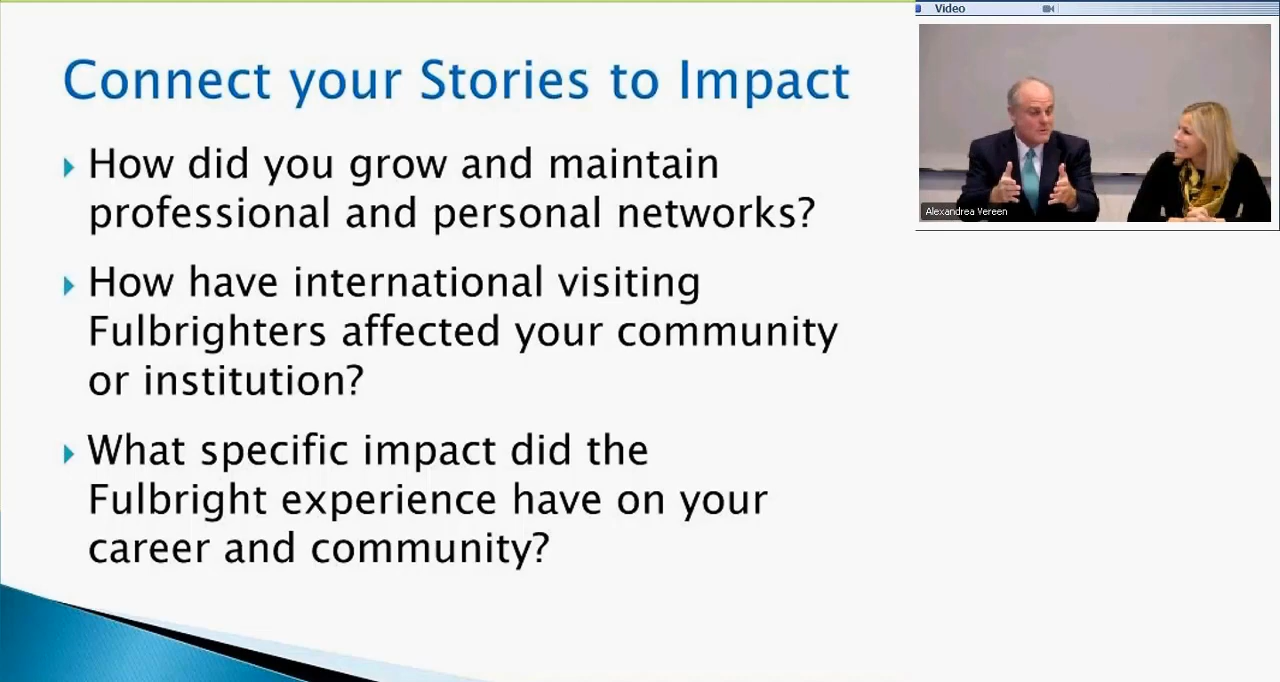 Connect your Stories to Impact
How did you grow and maintain
professional and personal networks?
How have international visiting
Fulbrighters affected your community
or institution?
What specific impact did the
Fulbright experience have on your
career and community?
Video
Alexandrea Vereen